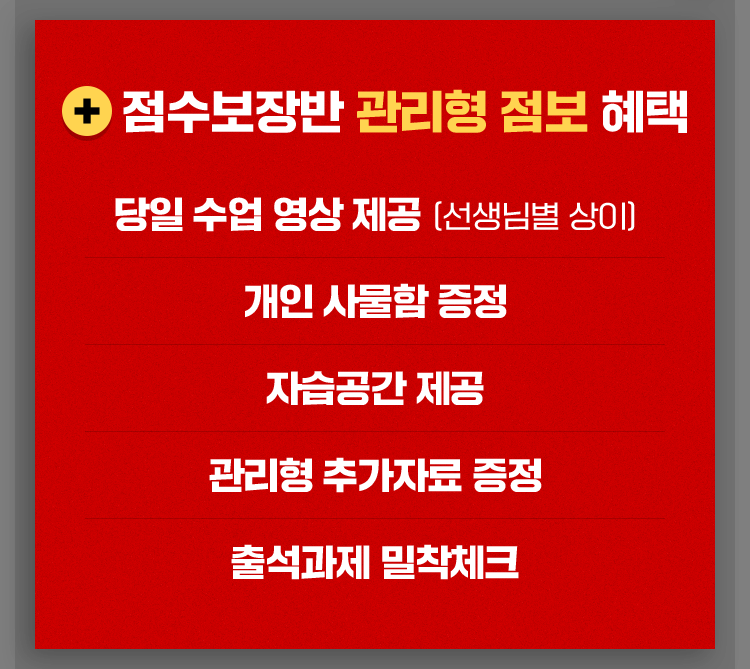 + 점수보장반 관리형 점보 혜택
당일 수업 영상 제공 (선생님별 상이)
개인 사물함 증정
자습공간 제공
관리형 추가자료 증정
출석과제 밀착체크